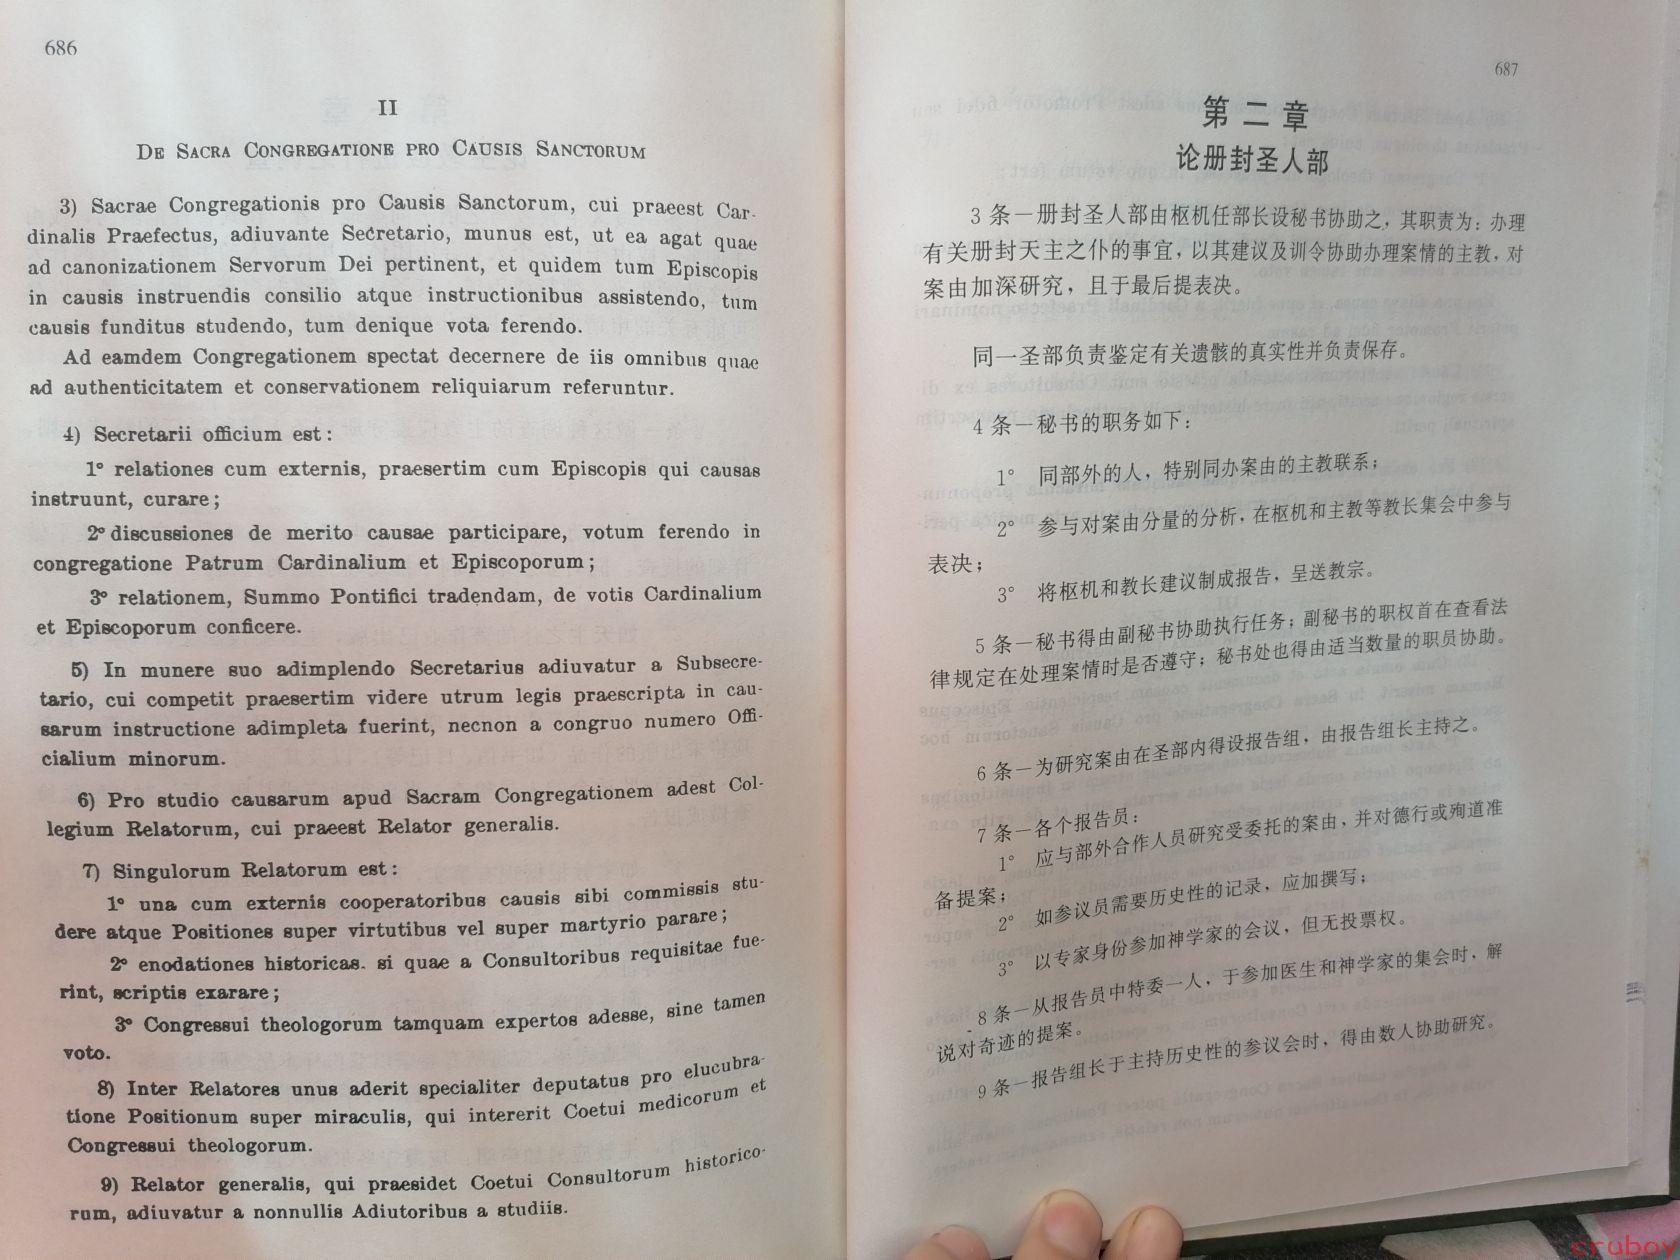 686
II
De Sacra Congregatione pro Causis Sanctorum
3) Sacrae Congregationis pro Causis Sanctorum, cui praeest Car-
dinalis Praefectus, adiuvante Secretario, munus est, ut ea agat quae
ad canonizationem Servorum Dei pertinent, et quidem tum Episcopis
in causis instruendis consilio atque instructionibus assistendo, tum
causis funditus studendo, tum denique vota ferendo.
Ad eamdem Congregationem spectat decernere de iis omnibus quae
ad authenticitatem et conservationem reliquiarum referuntur.
4) Secretarii officium est:
1° relationes cum externis, praesertim cum Episcopis qui causas
instruunt, curare;
2° discussiones de merito causae participare, votum ferendo in
congregatione Patrum Cardinalium et Episcoporum;
3° relationem, Summo Pontifici tradendam, de votis Cardinalium
et Episcoporum conficere.
5) In munere suo adimplendo Secretarius adiuvatur a Subsecre-
tario, cui competit praesertim videre utrum legis praescripta in cau-
sarum instructione adimpleta fuerint, necnon a congruo numero Offi-
cialium minorum.
6) Pro studio causarum apud Sacram Congregationem adest Col-
legium Relatorum, cui praeest Relator generalis.
7) Singulorum Relatorum est:
1° una cum externis cooperatoribus causis sibi commissis stu-
dere atque Positiones super virtutibus vel super martyrio parare;
2° enodationes historicas. si quae a Consultoribus requisitae fue-
rint, scriptis exarare;
3° Congressui theologorum tamquam expertos adesse, sine tamen
voto.
8) Inter Relatores unus aderit specialiter deputatus pro elucubra-
tione Positionum super miraculis, qui intererit Coetui medicorum et
Congressui theologorum.
9) Relator generalis, qui praesidet Coetui Consultorum historico-
rum, adiuvatur a nonnullis Adiutoribus a studiis.
687
第二章
论册封圣人部
3 条－册封圣人部由枢机任部长设秘书协助之，其职责为：办理
有关册封天主之仆的事宜，以其建议及训令协助办理案情的主教，对
案由加深研究，且于最后提表决。
同一圣部负责鉴定有关遗骸的真实性并负责保存。
4 条－秘书的职务如下：
1° 同部外的人，特别同办案由的主教联系；
2° 参与对案由分量的分析，在枢机和主教等教长集会中参与
表决；
3° 将枢机和教长建议制成报告，呈送教宗。
5 条－秘书得由副秘书协助执行任务；副秘书的职权首在查看法
律规定在处理案情时是否遵守；秘书处也得由适当数量的职员协助。
6 条－为研究案由在圣部内得设报告组，由报告组长主持之。
7 条－各个报告员：
1° 应与部外合作人员研究受委托的案由，并对德行或殉道准
备提案；
2° 如参议员需要历史性的记录，应加撰写；
3° 以专家身份参加神学家的会议，但无投票权。
8 条－从报告员中特委一人，于参加医生和神学家的集会时，解
说对奇迹的提案。
9 条－报告组长于主持历史性的参议会时，得由数人协助研究。
cruboy